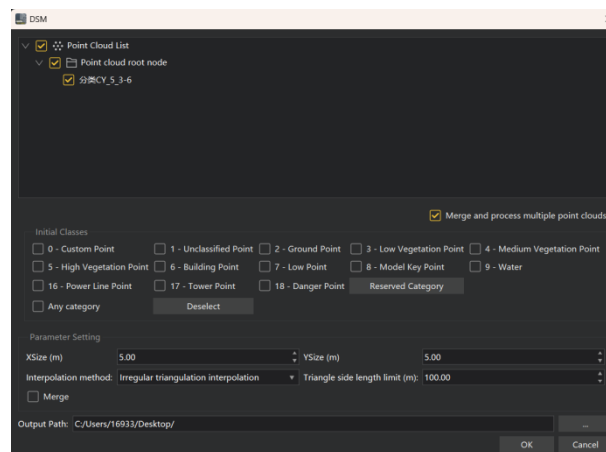 DSM
Point Cloud List
Point cloud root node
分类CY_5_3-6
Merge and process multiple point clouds
Initial Classes
0 - Custom Point 1 - Unclassified Point 2 - Ground Point 3 - Low Vegetation Point 4 - Medium Vegetation Point
5 - High Vegetation Point 6 - Building Point 7 - Low Point 8 - Model Key Point 9 - Water
16 - Power Line Point 17 - Tower Point 18 - Danger Point Reserved Category
Any category Deselect
Parameter Setting
XSize (m) 5.00 YSize (m) 5.00
Interpolation method: Irregular triangulation interpolation Triangle side length limit (m): 100.00
Merge
Output Path: C:/Users/16933/Desktop/ ...
OK Cancel